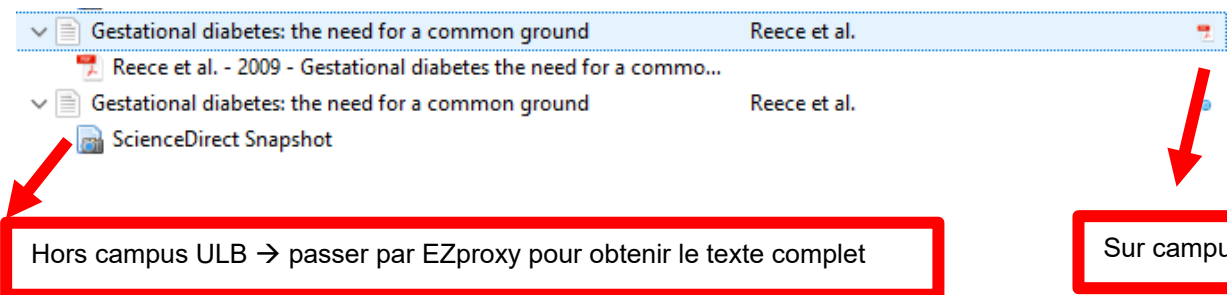 Gestational diabetes: the need for a common ground Reece et al.
Reece et al. - 2009 - Gestational diabetes the need for a commo...
Gestational diabetes: the need for a common ground Reece et al.
ScienceDirect Snapshot
Hors campus ULB → passer par EZproxy pour obtenir le texte complet
Sur campu